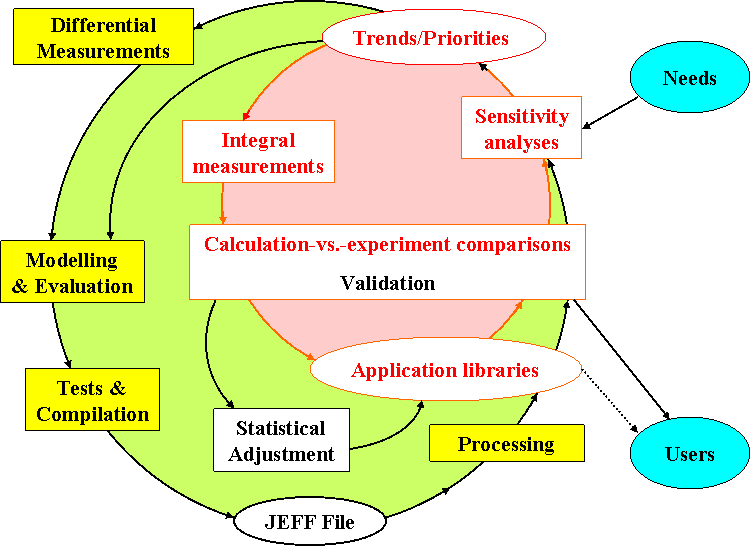 Differential
Measurements
Trends/Priorities
Needs
Sensitivity
analyses
Integral
measurements
Calculation-vs.-experiment comparisons
Validation
Modelling
& Evaluation
Application libraries
Tests &
Compilation
Statistical
Adjustment
Processing
Users
JEFF File